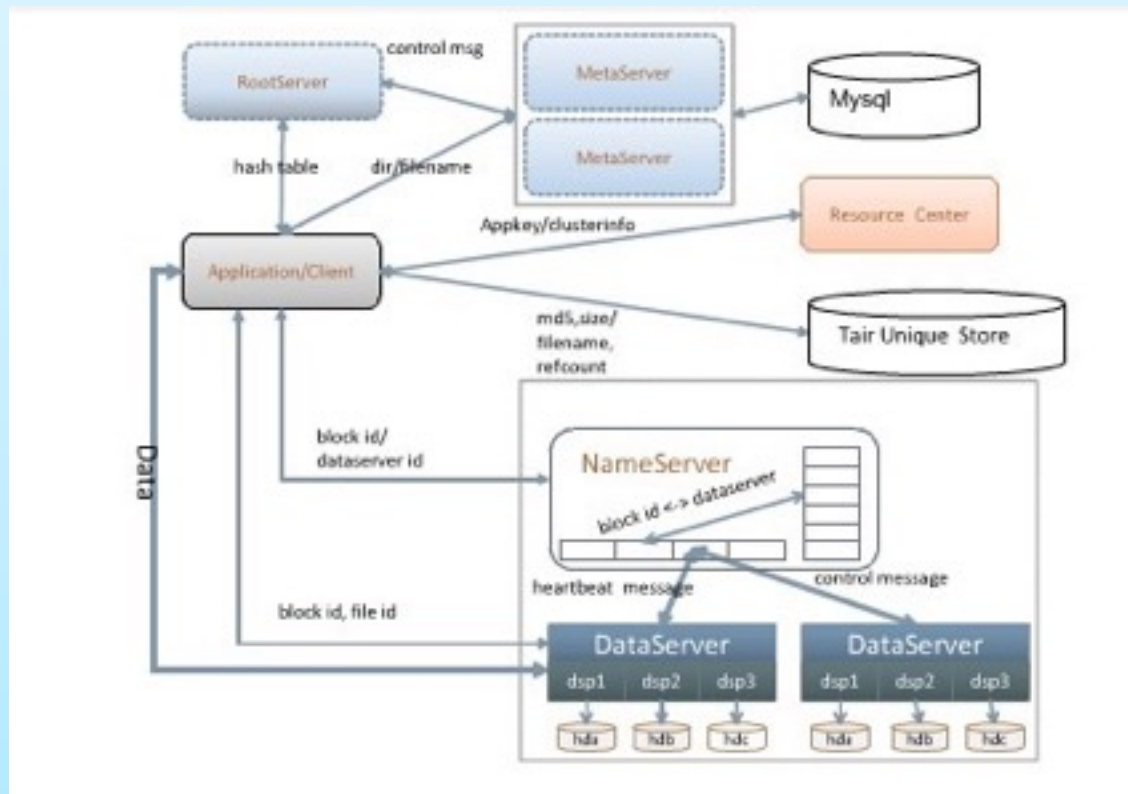 control msg
RootServer
MetaServer
MetaServer
Mysql
hash table
dir/filename
Appkey/clusterinfo
Resource Center
Application/Client
md5,size/
filename,
refcount
Tair Unique Store
Data
block id/
dataserver id
NameServer
block id <-> dataserver
heartbeat message
control message
block id, file id
DataServer
dsp1 dsp2 dsp3
hda hdb hdc
DataServer
dsp1 dsp2 dsp3
hda hdb hdc